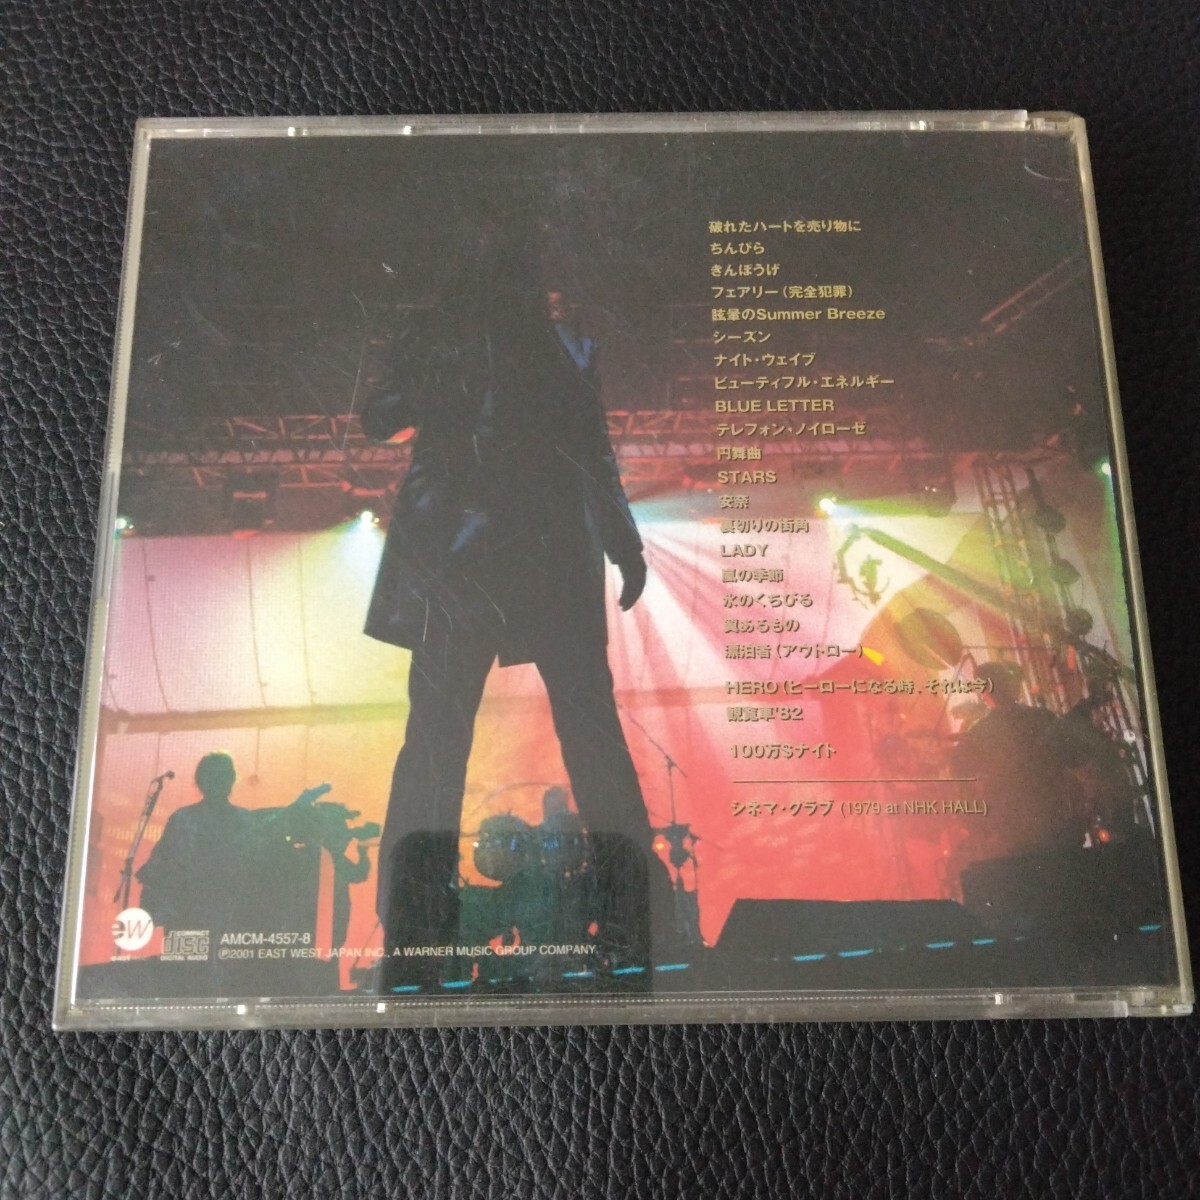 破れたハートを売り物に
ちんぴら
きんぽうげ
フェアリー(完全犯罪)
眩暈のSummer Breeze
シーズン
ナイト・ウェイブ
ビューティフル・エネルギー
BLUE LETTER
テレフォン・ノイローゼ
円舞曲
STARS
安奈
裏切りの街角
LADY
嵐の季節
氷のくちびる
翼あるもの
漂泊者(アウトロー)
HERO(ヒーローになる時、それは今)
観覧車'82
100万$ナイト
シネマ・クラブ (1979 at NHK HALL)
ew
east
COMPACT
disc
DIGITAL AUDIO
AMCM-4557-8
Ⓟ2001 EAST WEST JAPAN INC., A WARNER MUSIC GROUP COMPANY.